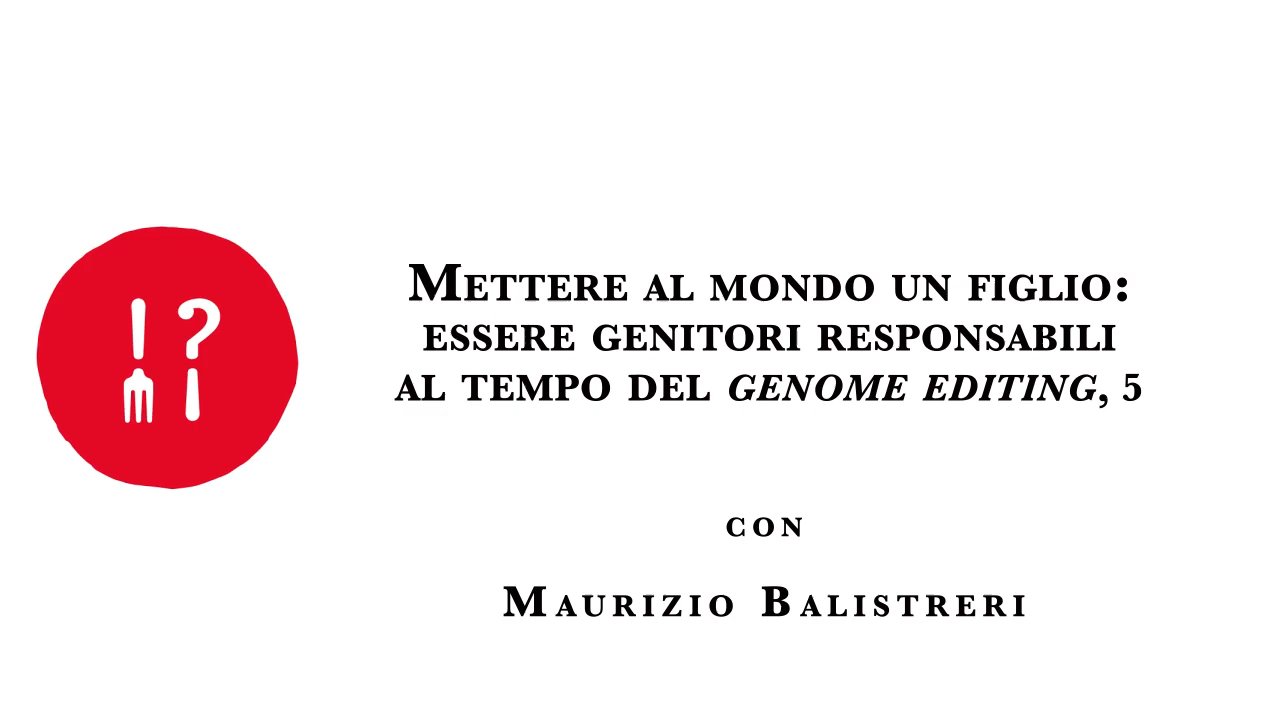 !?
Mettere al mondo un figlio:
essere genitori responsabili
al tempo del genome editing, 5
con
Maurizio Balistreri